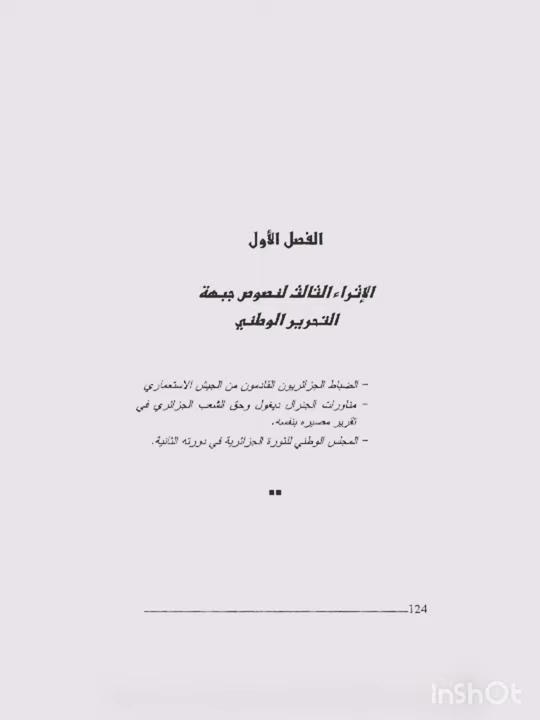 الفصل الأول
الإثراء الثالث لنصوص جبهة
التحرير الوطني
- الضباط الجزائريون القادمون من الجيش الاستعماري
- مناورات الجنرال ديغول وحق الشعب الجزائري في
تقرير مصيره بنفسه.
- المجلس الوطني للثورة الجزائرية في دورته الثانية.
124
InShOt